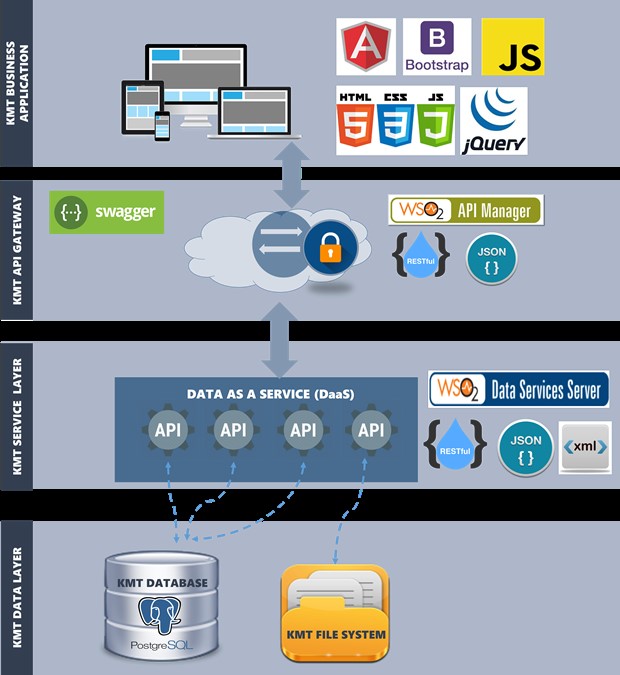 KMT BUSINESS
APPLICATION
A
B
Bootstrap
JS
HTML
CSS
JS
5
3
J
jQuery
KMT API GATEWAY
{··} swagger
WSO2 API Manager
{RESTful}
JSON
{ }
KMT SERVICE LAYER
DATA AS A SERVICE (DaaS)
API
API
API
API
WSO2 Data Services Server
{RESTful}
JSON
{ }
<xml>
KMT DATA LAYER
KMT DATABASE
PostgreSQL
KMT FILE SYSTEM